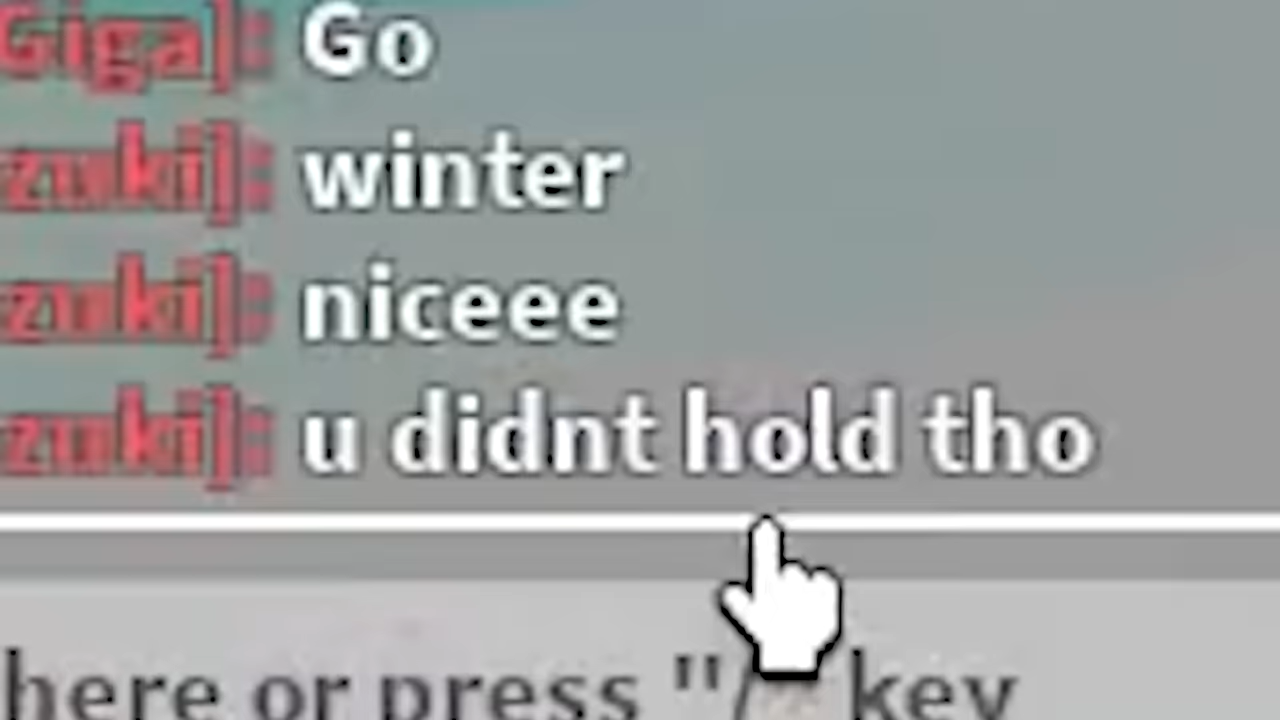 Giga]: Go
zuki]: winter
zuki]: niceee
zuki]: u didnt hold tho
here or press "/" key